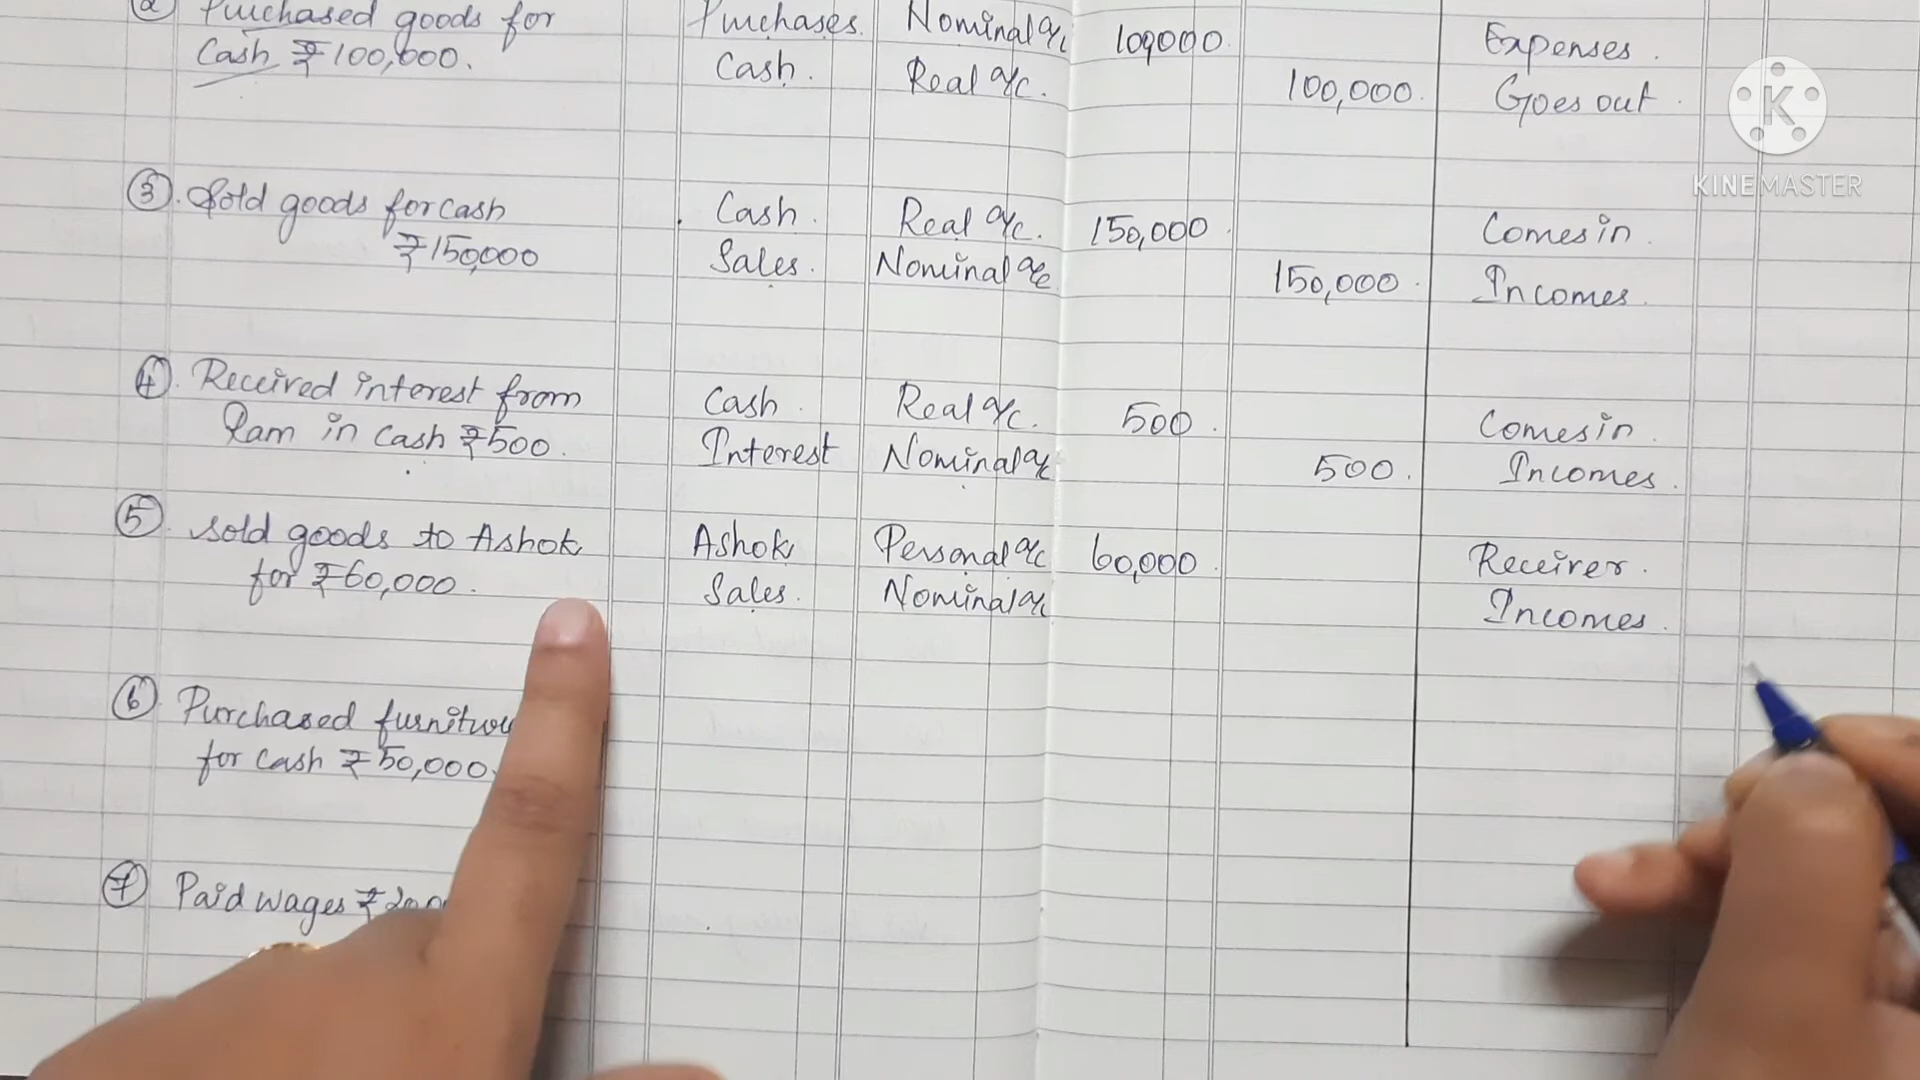 ② Purchased goods for Purchases. Nominal a/c 100000. Expenses.
Cash ₹100,000. Cash. Real a/c. 100,000. Goes out.
③. Sold goods for cash Cash. Real a/c. 150,000. Comes in.
₹150,000 Sales. Nominal a/c 150,000. Incomes.
④. Received interest from Cash. Real a/c. 500. Comes in.
Ram in cash ₹500. Interest Nominal a/c 500. Incomes.
⑤. Sold goods to Ashok Ashok Personal a/c 60,000. Receiver.
for ₹60,000. Sales. Nominal a/c Incomes.
⑥ Purchased
for cash ₹50,000.
⑦ Paid wages
K
KINEMASTER